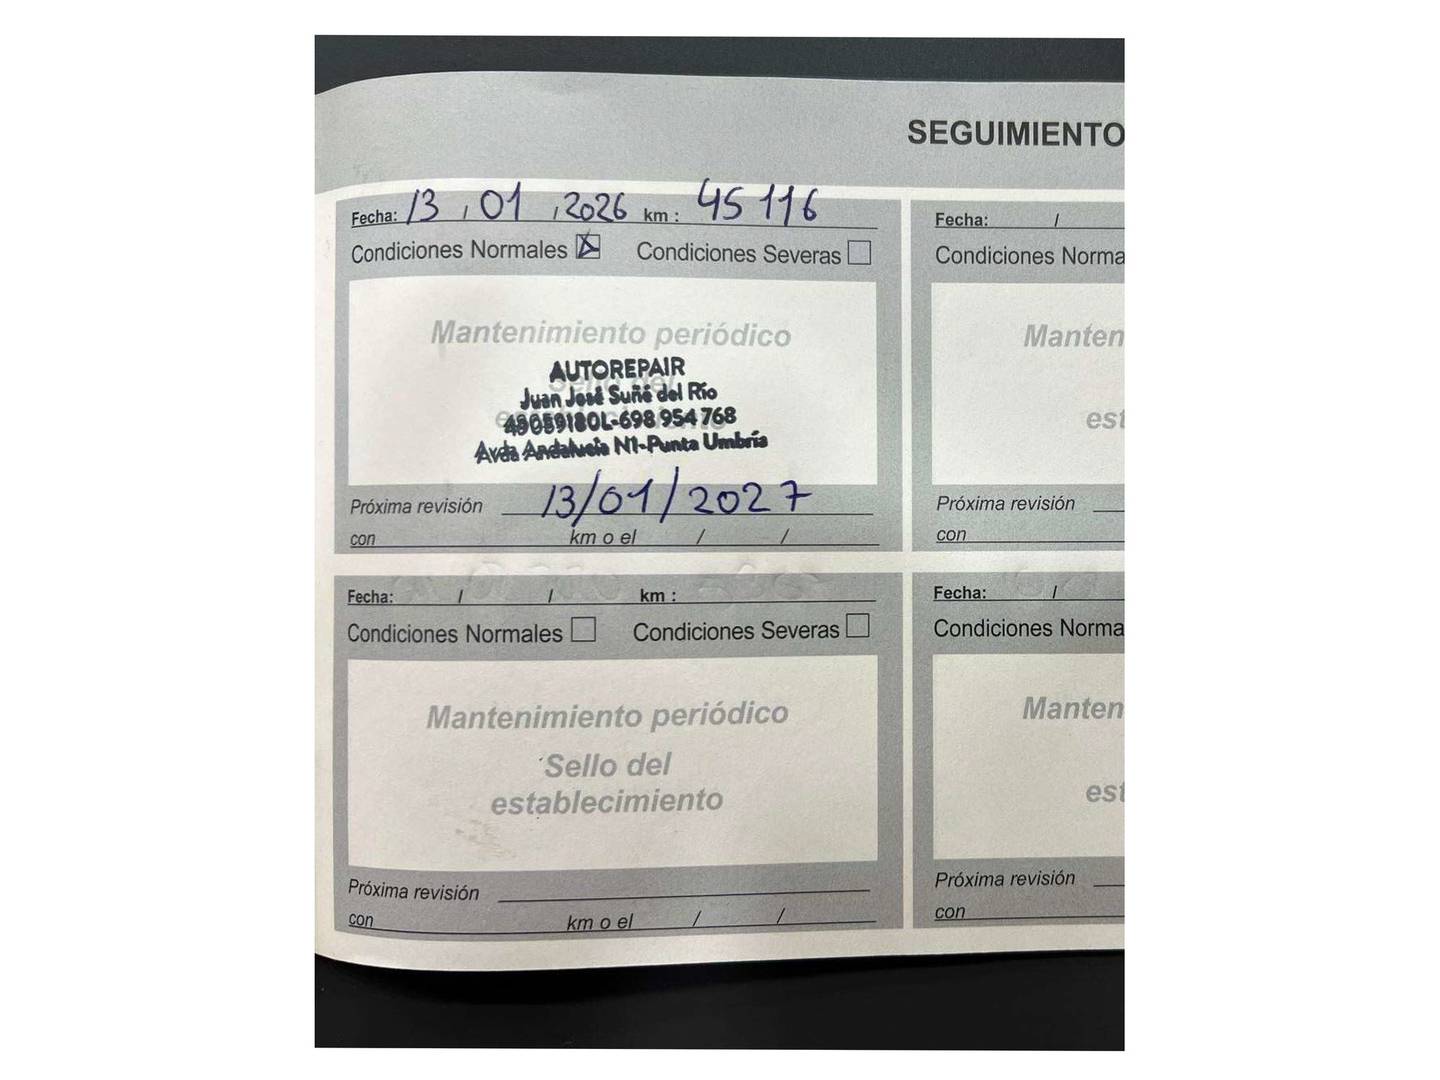 SEGUIMIENTO
Fecha: 13 / 01 / 2026 km : 45 116
Condiciones Normales Condiciones Severas
Mantenimiento periódico
AUTOREPAIR
Juan José Suñé del Río
698 954 768
Avda Andalucia N1-Punta Umbría
Próxima revisión 13/01/2027
con km o el / /
Fecha: /
Condiciones Norma
Manten
est
Próxima revisión
con
Fecha: / / km :
Condiciones Normales Condiciones Severas
Mantenimiento periódico
Sello del
establecimiento
Próxima revisión
con km o el / /
Fecha: /
Condiciones Norma
Manten
est
Próxima revisión
con